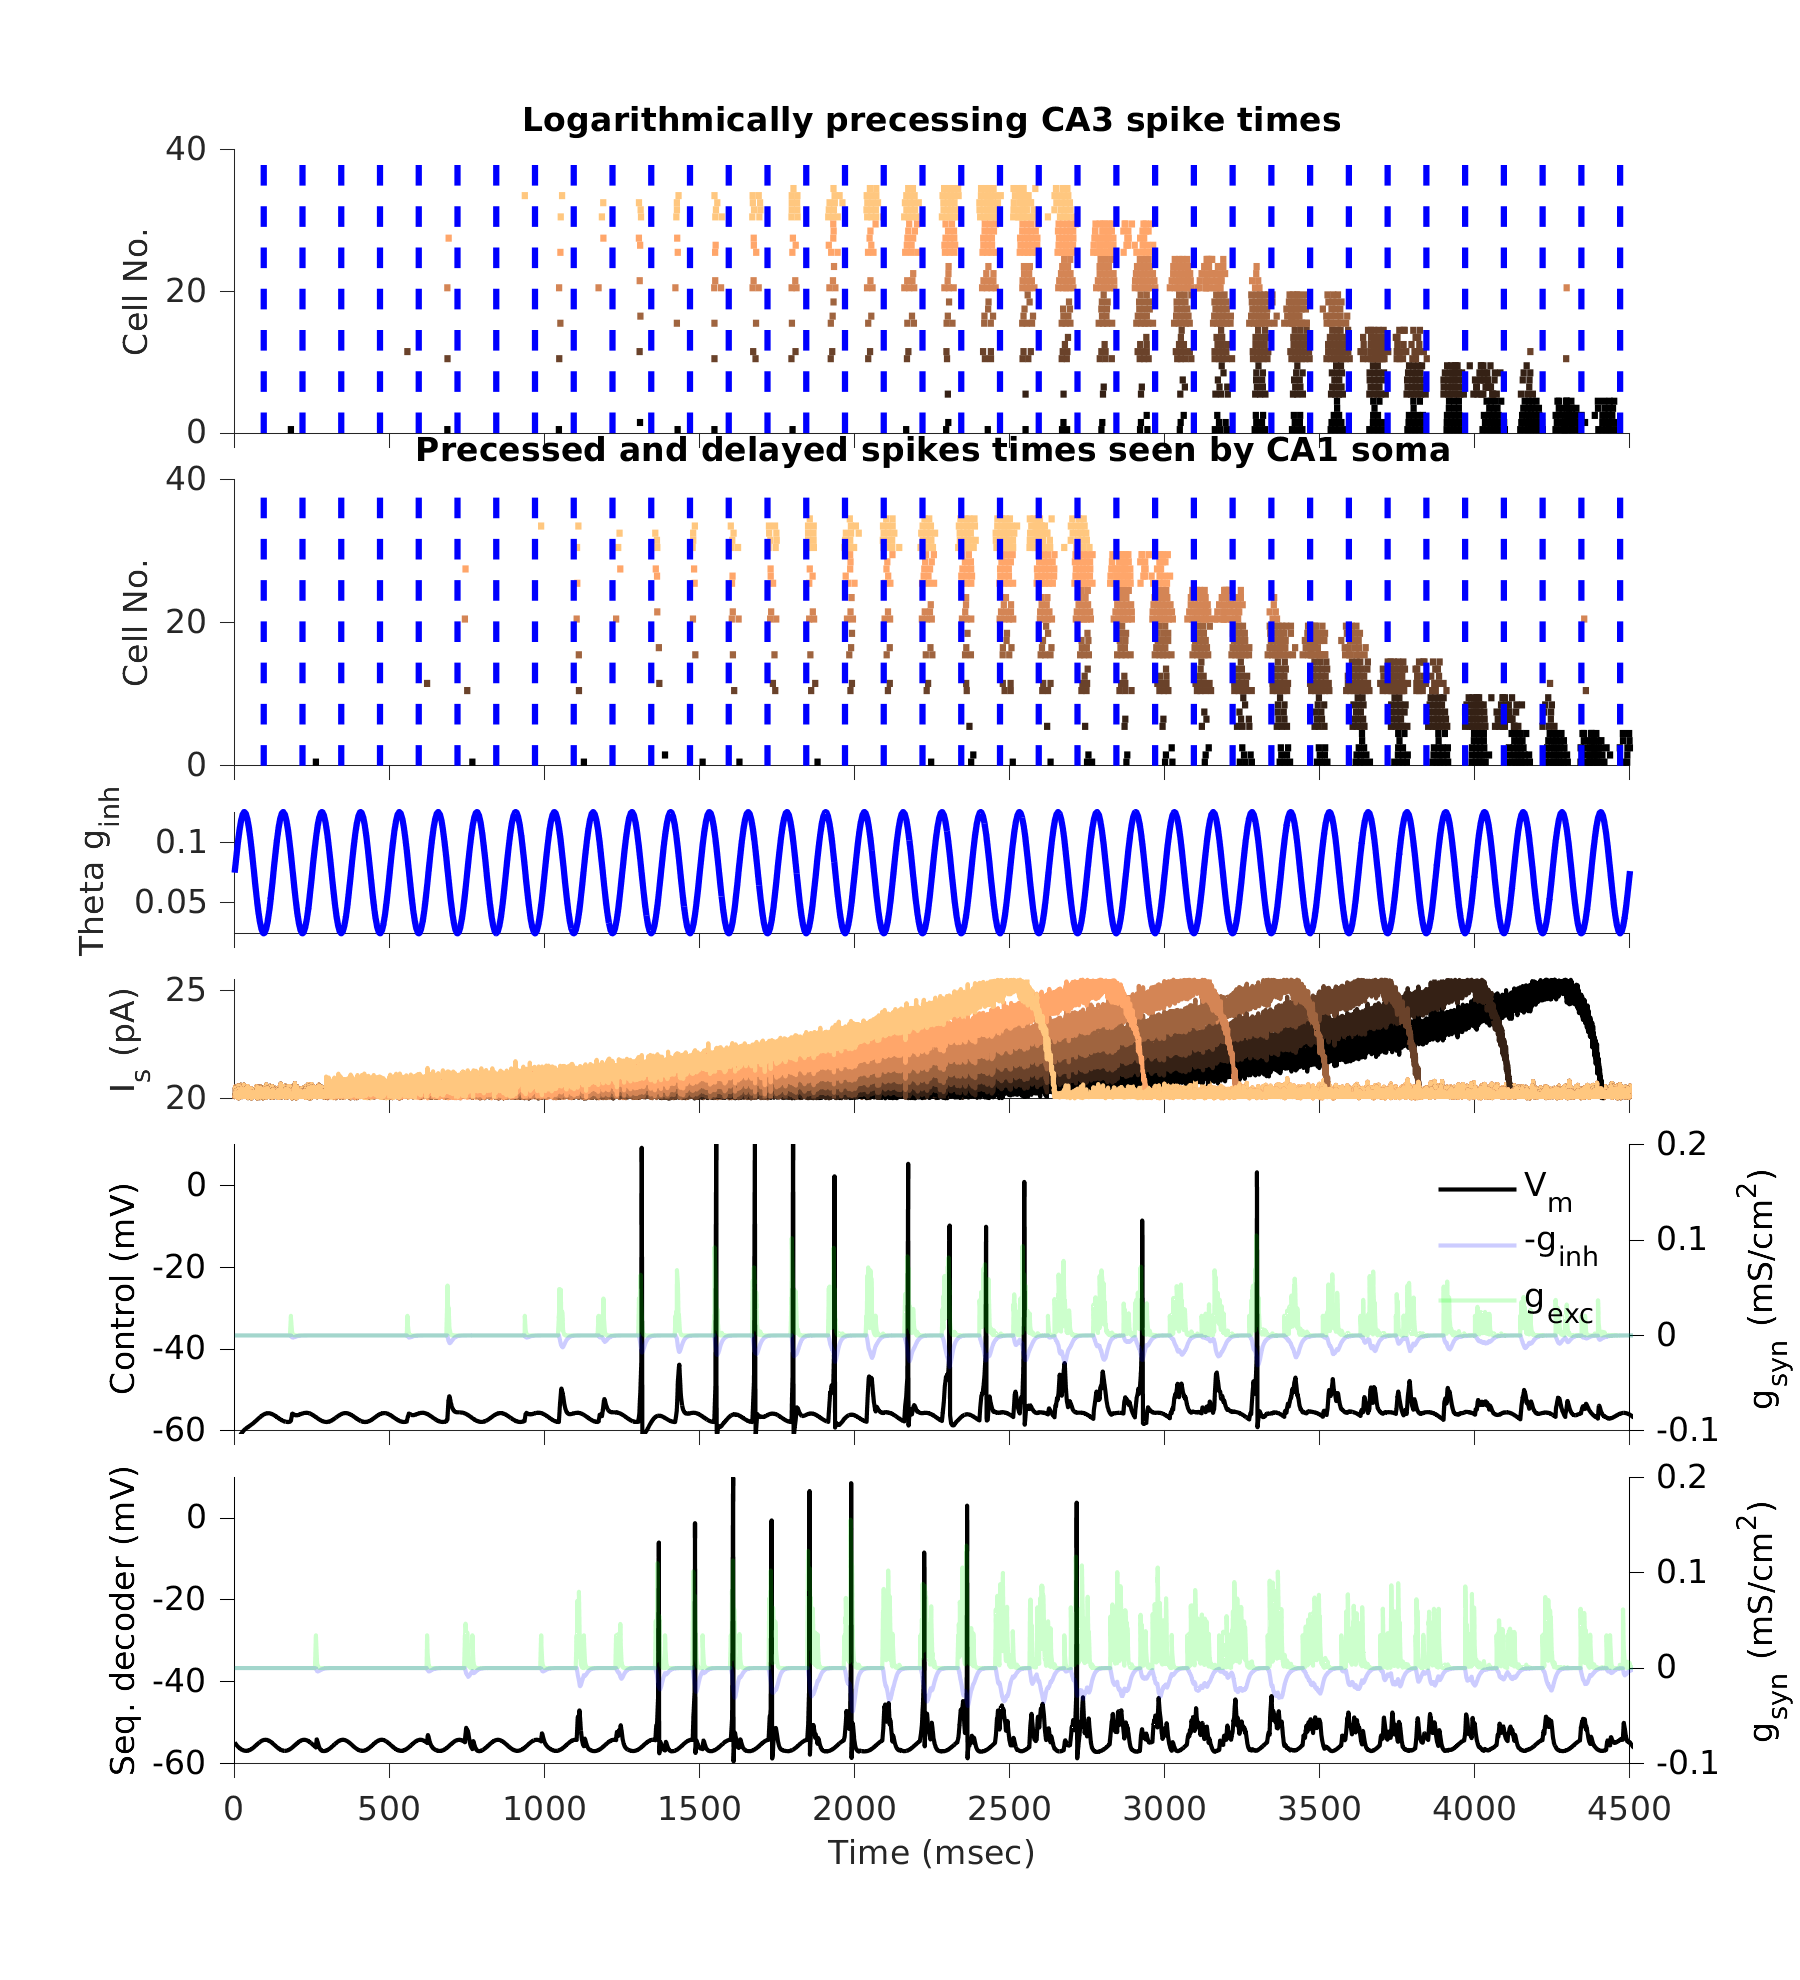 Logarithmically precessing CA3 spike times
40
20
0
Cell No.
Precessed and delayed spikes times seen by CA1 soma
40
20
0
Cell No.
0.1
0.05
Theta g_inh
25
20
I_s (pA)
0
-20
-40
-60
Control (mV)
V_m
-g_inh
g_exc
0.2
0.1
0
-0.1
g_syn (mS/cm^2)
0
-20
-40
-60
Seq. decoder (mV)
0.2
0.1
0
-0.1
g_syn (mS/cm^2)
0 500 1000 1500 2000 2500 3000 3500 4000 4500
Time (msec)